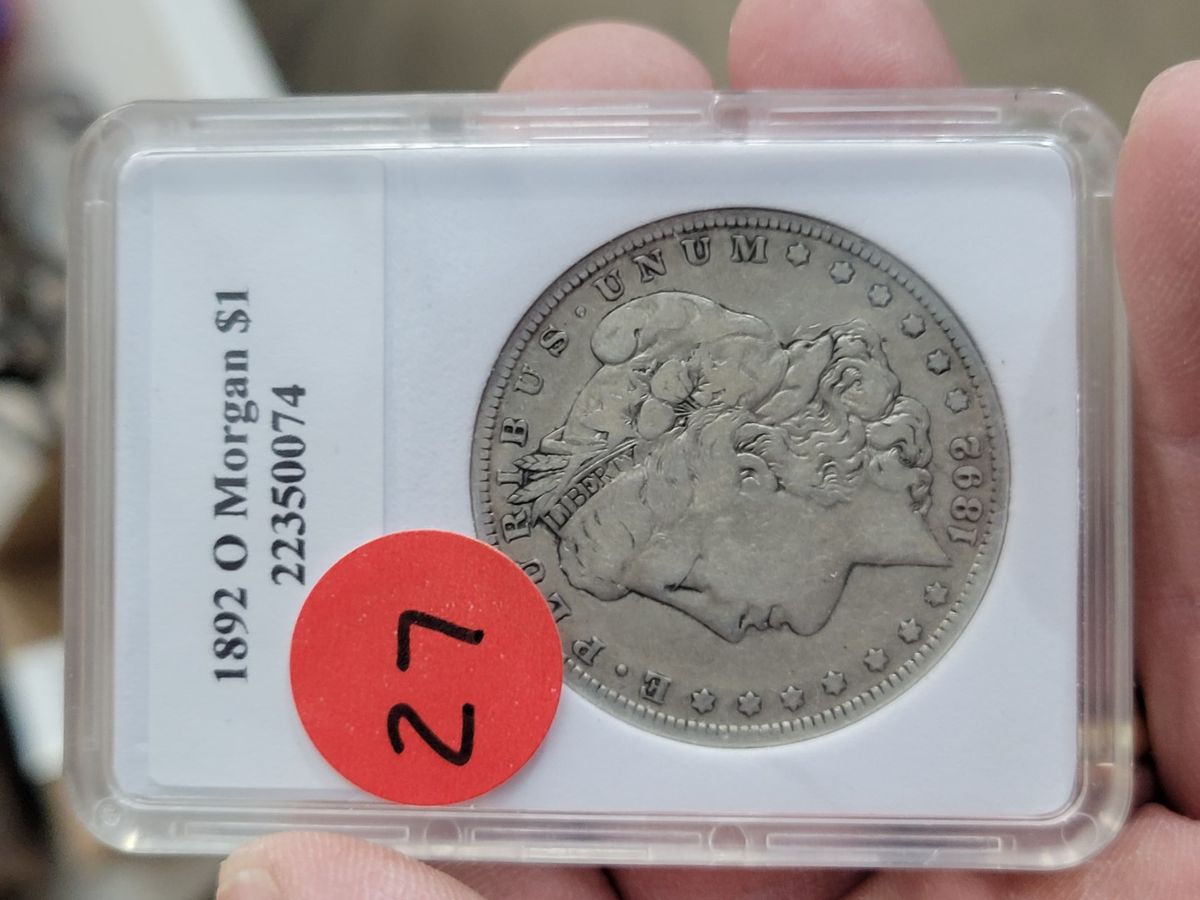 1892 O Morgan $1
22350074
27
E · PLURIBUS · UNUM
LIBERTY
1892